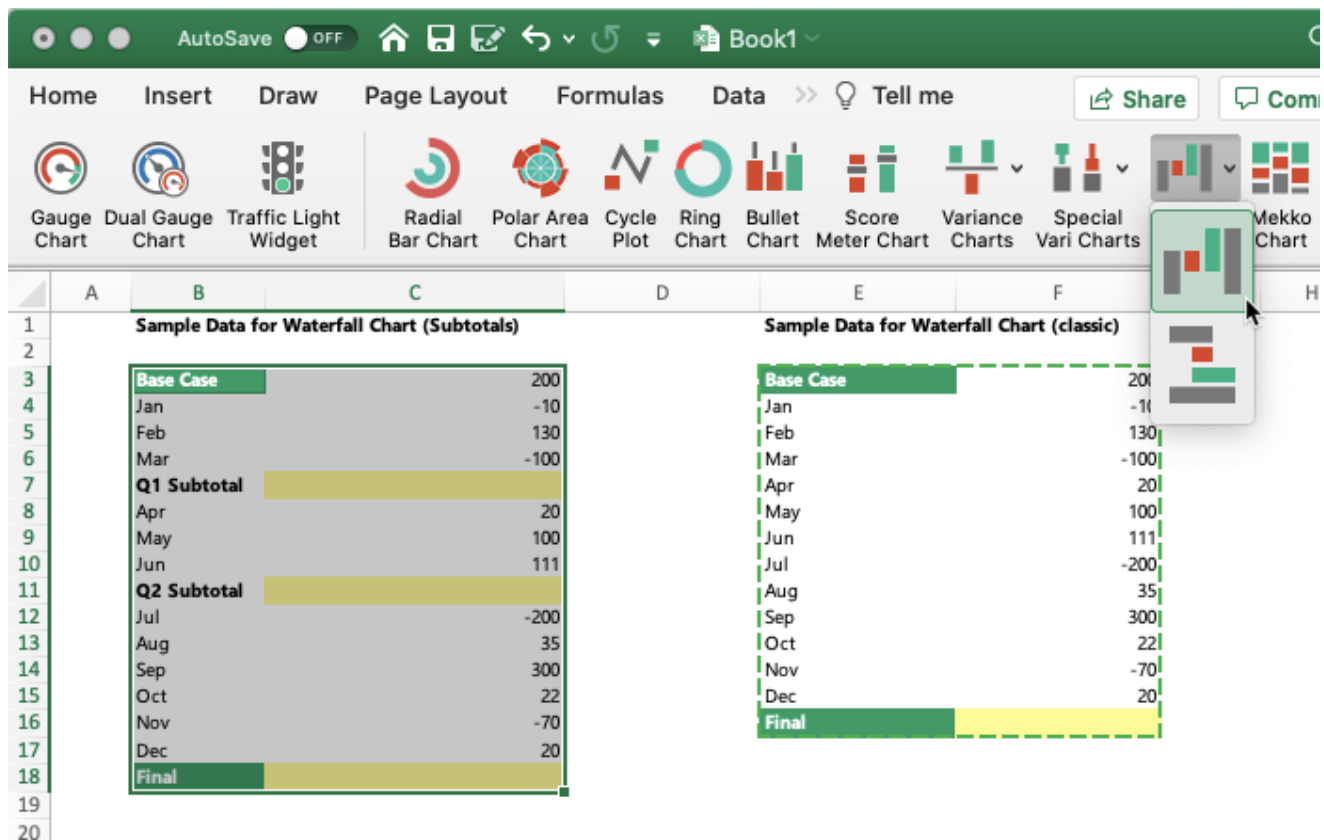 AutoSave OFF Book1
Home Insert Draw Page Layout Formulas Data Tell me Share
Gauge Dual Gauge Traffic Light Radial Polar Area Cycle Ring Bullet Score Variance Special Mekko
Chart Chart Widget Bar Chart Chart Plot Chart Chart Meter Chart Charts Vari Charts Chart
A B C D E F H
1 Sample Data for Waterfall Chart (Subtotals) Sample Data for Waterfall Chart (classic)
2
3 Base Case 200 Base Case
4 Jan -10 Jan
5 Feb 130 Feb 130
6 Mar -100 Mar -100
7 Q1 Subtotal Apr 20
8 Apr 20 May 100
9 May 100 Jun 111
10 Jun 111 Jul -200
11 Q2 Subtotal Aug 35
12 Jul -200 Sep 300
13 Aug 35 Oct 22
14 Sep 300 Nov -70
15 Oct 22 Dec 20
16 Nov -70 Final
17 Dec 20
18 Final
19
20